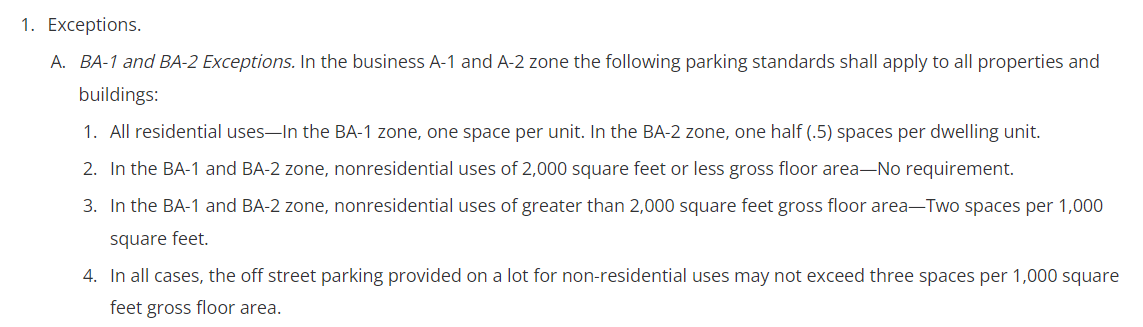 1. Exceptions.
A. BA-1 and BA-2 Exceptions. In the business A-1 and A-2 zone the following parking standards shall apply to all properties and
buildings:
1. All residential uses—In the BA-1 zone, one space per unit. In the BA-2 zone, one half (.5) spaces per dwelling unit.
2. In the BA-1 and BA-2 zone, nonresidential uses of 2,000 square feet or less gross floor area—No requirement.
3. In the BA-1 and BA-2 zone, nonresidential uses of greater than 2,000 square feet gross floor area—Two spaces per 1,000
square feet.
4. In all cases, the off street parking provided on a lot for non-residential uses may not exceed three spaces per 1,000 square
feet gross floor area.